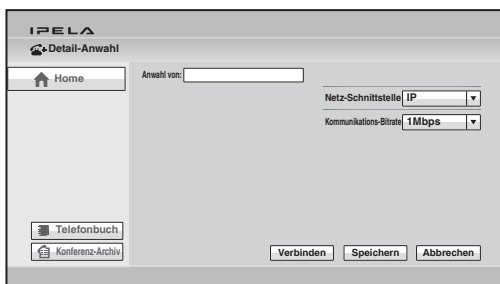 IPELA
Detail-Anwahl
Home
Anwahl von:
Netz-Schnittstelle IP
Kommunikations-Bitrate 1Mbps
Telefonbuch
Konferenz-Archiv
Verbinden Speichern Abbrechen